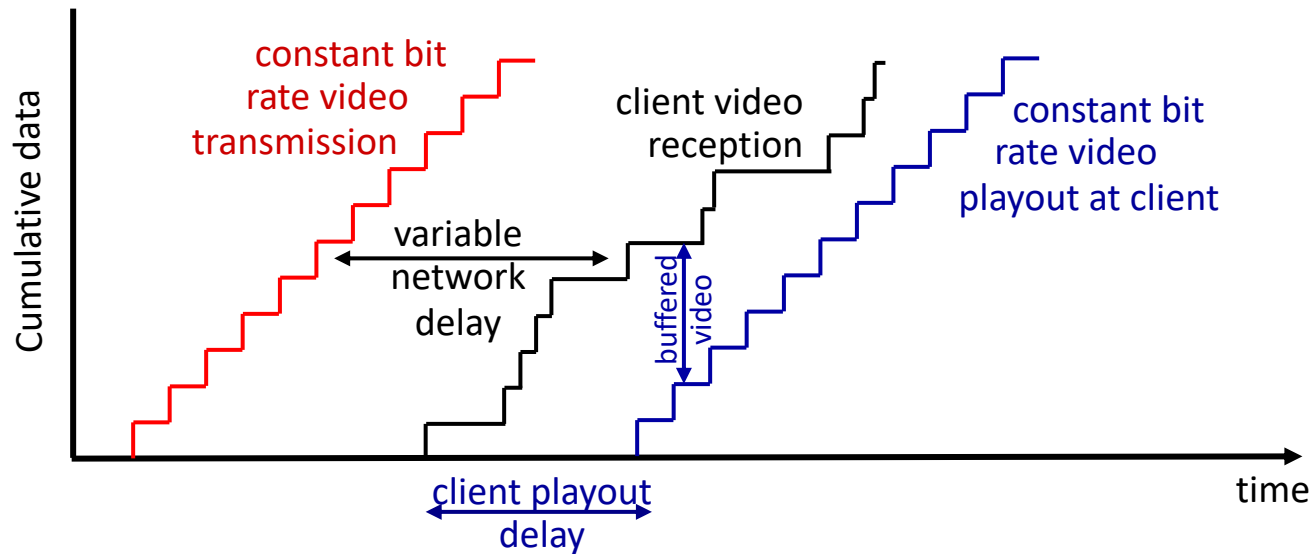 constant bit
rate video
transmission
client video
reception
constant bit
rate video
playout at client
Cumulative data
variable
network
delay
buffered
video
client playout
delay
time